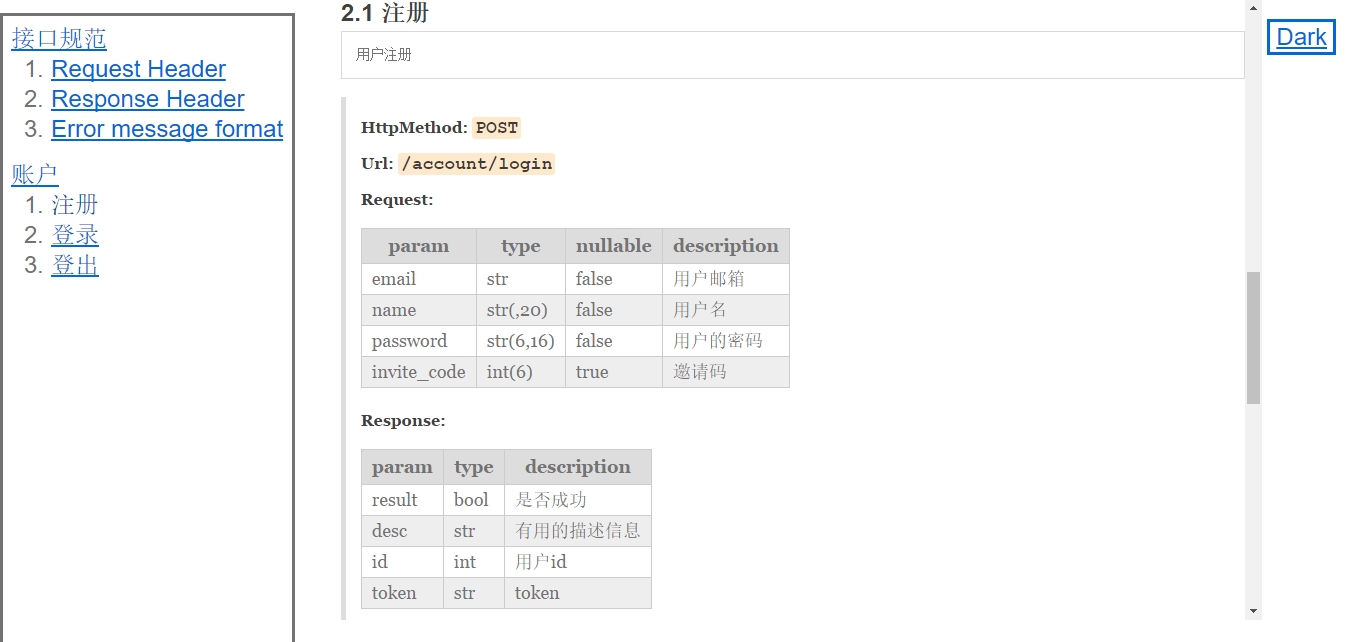 接口规范
1. Request Header
2. Response Header
3. Error message format
账户
1. 注册
2. 登录
3. 登出
2.1 注册
用户注册
HttpMethod: POST
Url: /account/login
Request:
param type nullable description
email str false 用户邮箱
name str(,20) false 用户名
password str(6,16) false 用户的密码
invite_code int(6) true 邀请码
Response:
param type description
result bool 是否成功
desc str 有用的描述信息
id int 用户id
token str token
Dark